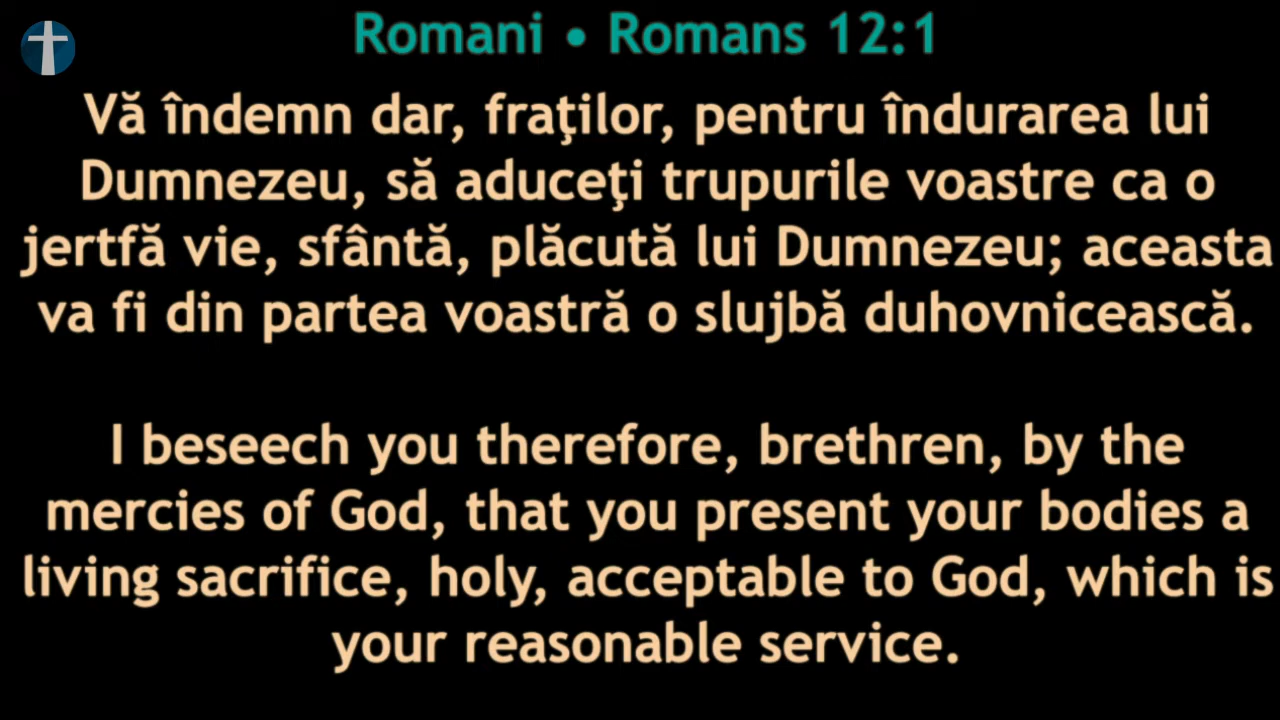 Romani • Romans 12:1
Vă îndemn dar, fraţilor, pentru îndurarea lui
Dumnezeu, să aduceţi trupurile voastre ca o
jertfă vie, sfântă, plăcută lui Dumnezeu; aceasta
va fi din partea voastră o slujbă duhovnicească.
I beseech you therefore, brethren, by the
mercies of God, that you present your bodies a
living sacrifice, holy, acceptable to God, which is
your reasonable service.